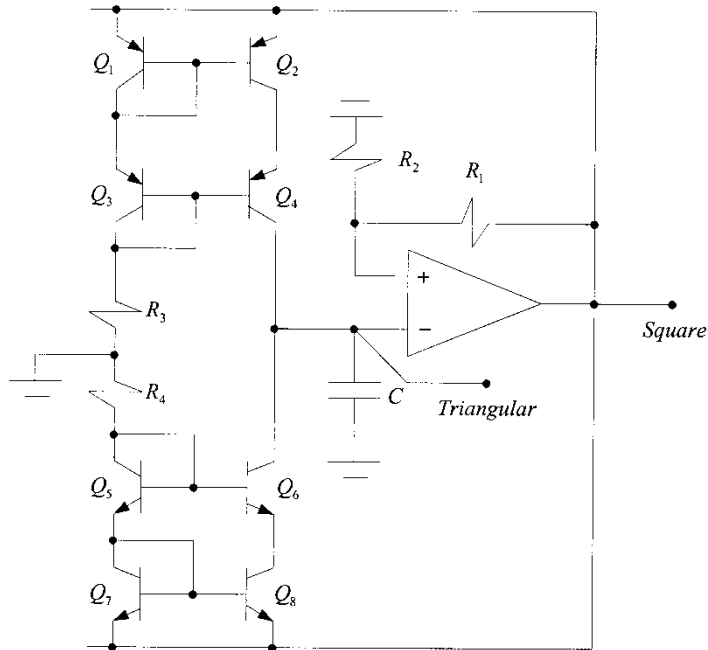 Q₁ Q₂
R₂ R₁
Q₃ Q₄
+
R₃
−
Square
R₄
C
Triangular
Q₅ Q₆
Q₇ Q₈